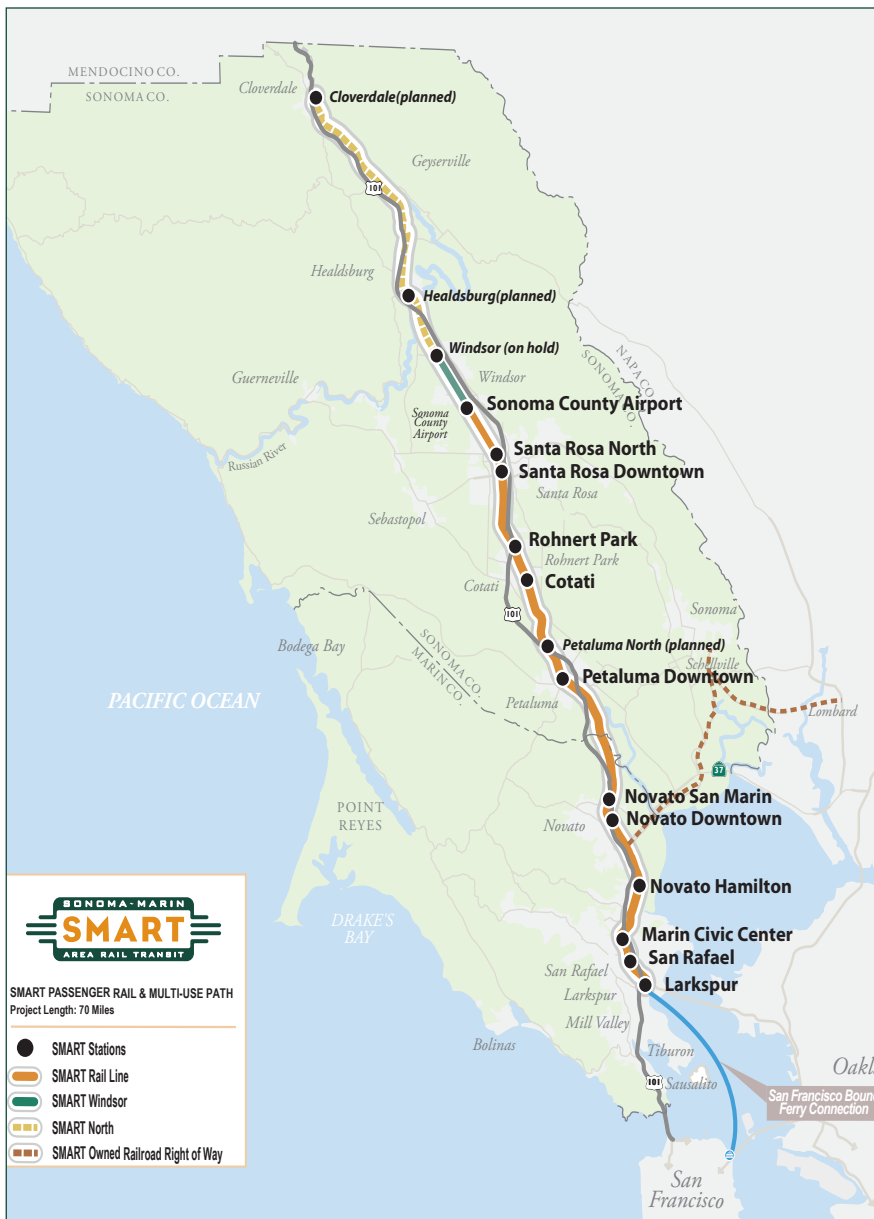 MENDOCINO CO.
SONOMA CO.
Cloverdale
Cloverdale(planned)
Geyserville
101
Healdsburg
Healdsburg(planned)
Windsor (on hold)
NAPA CO.
SONOMA CO.
Guerneville
Windsor
Sonoma County Airport
Sonoma
County
Airport
Santa Rosa North
Russian River
Santa Rosa Downtown
Santa Rosa
Sebastopol
Rohnert Park
Rohnert Park
Cotati
Cotati
101
Sonoma
SONOMA CO.
MARIN CO.
Bodega Bay
Petaluma North (planned)
Schellville
Petaluma Downtown
PACIFIC OCEAN
Petaluma
Lombard
37
Novato San Marin
POINT
REYES
Novato
Novato Downtown
Novato Hamilton
DRAKE'S
BAY
Marin Civic Center
San Rafael
San Rafael
Larkspur
Larkspur
Mill Valley
Bolinas
Tiburon
101
Sausalito
Oakl
San Francisco Boun
Ferry Connection
San
Francisco
SONOMA-MARIN
SMART
AREA RAIL TRANSIT
SMART PASSENGER RAIL & MULTI-USE PATH
Project Length: 70 Miles
SMART Stations
SMART Rail Line
SMART Windsor
SMART North
SMART Owned Railroad Right of Way